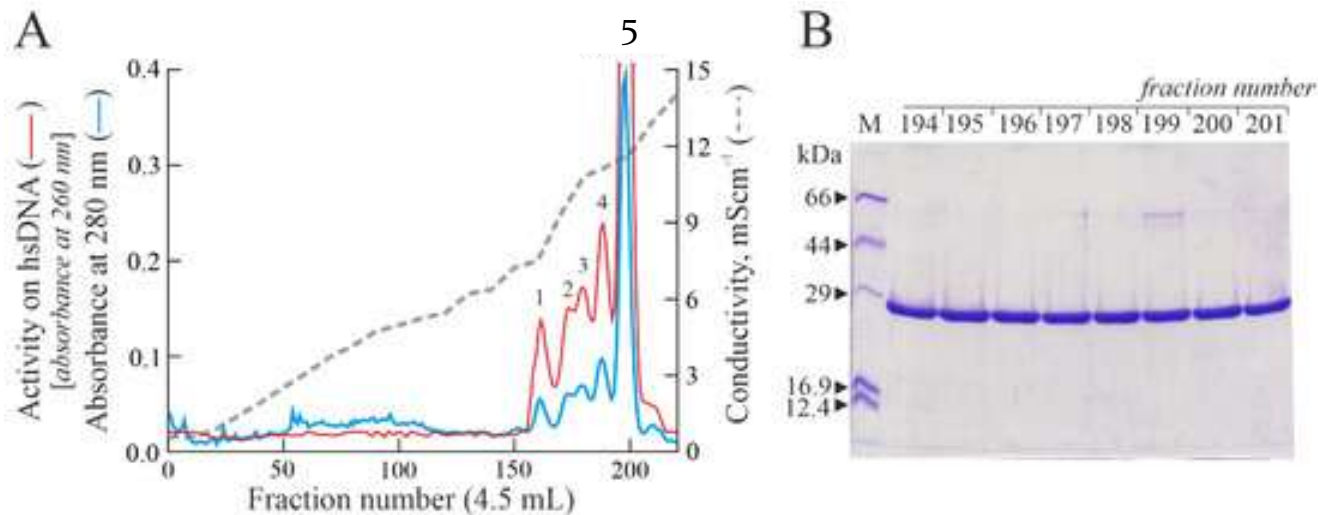 A
5
B
0.4
0.3
0.2
0.1
0.0
15
12
9
6
3
0
0
50
100
150
200
1
2
3
4
Activity on hsDNA (—)
[absorbance at 260 nm]
Absorbance at 280 nm (—)
Conductivity, mScm⁻¹ (---)
Fraction number (4.5 mL)
fraction number
M 194 195 196 197 198 199 200 201
kDa
66
44
29
16.9
12.4